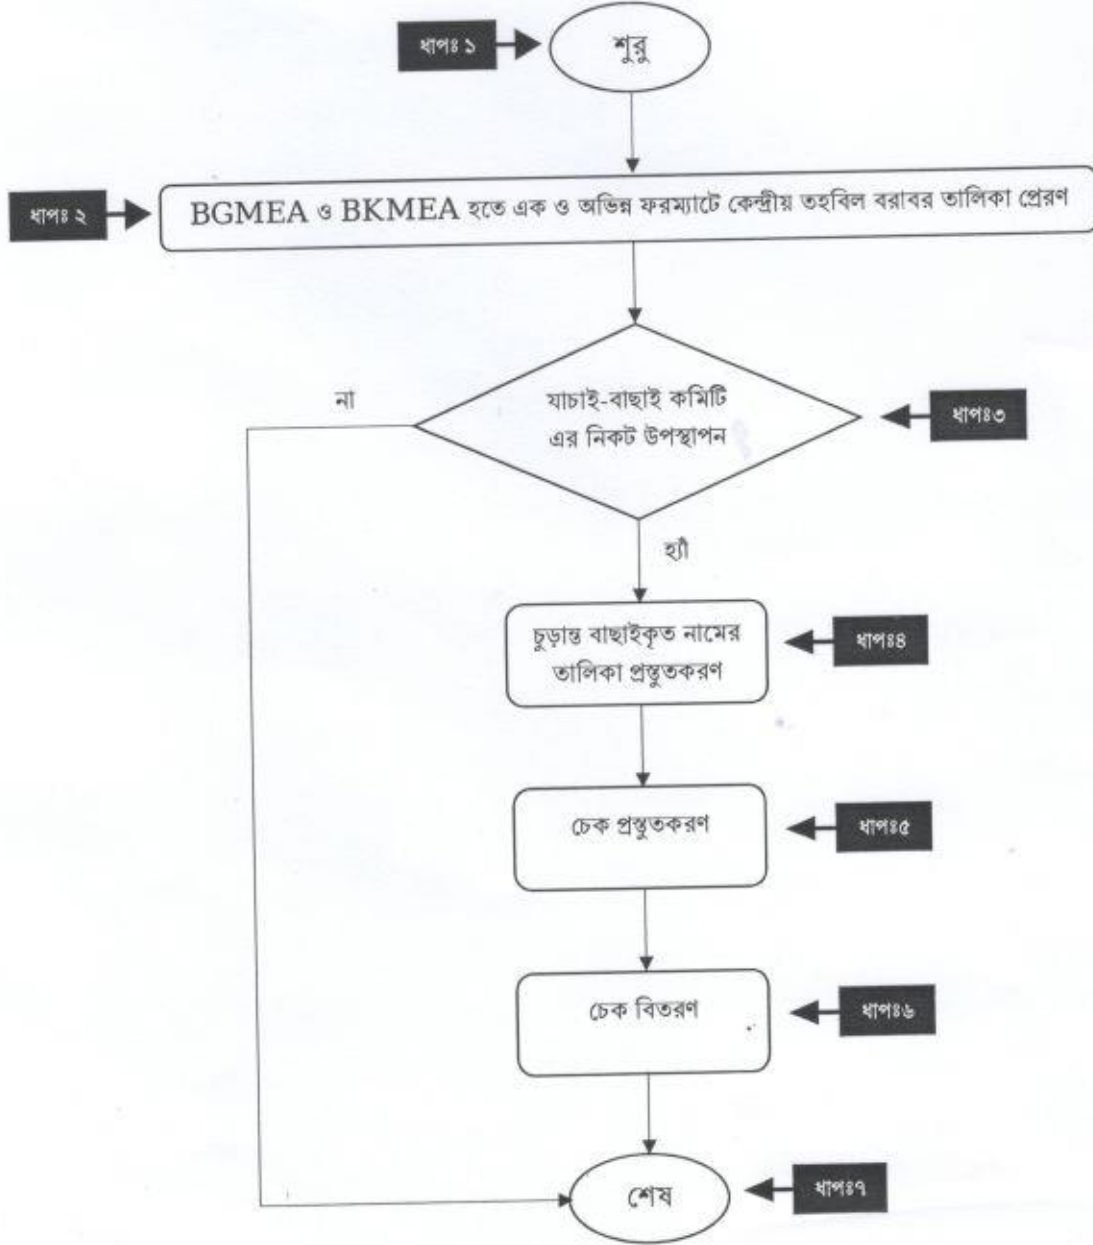 ধাপঃ ১
শুরু
ধাপঃ ২
BGMEA ও BKMEA হতে এক ও অভিন্ন ফরম্যাটে কেন্দ্রীয় তহবিল বরাবর তালিকা প্রেরণ
না
যাচাই-বাছাই কমিটি
এর নিকট উপস্থাপন
ধাপঃ৩
হ্যাঁ
চুড়ান্ত বাছাইকৃত নামের
তালিকা প্রস্তুতকরণ
ধাপঃ৪
চেক প্রস্তুতকরণ
ধাপঃ৫
চেক বিতরণ
ধাপঃ৬
শেষ
ধাপঃ৭